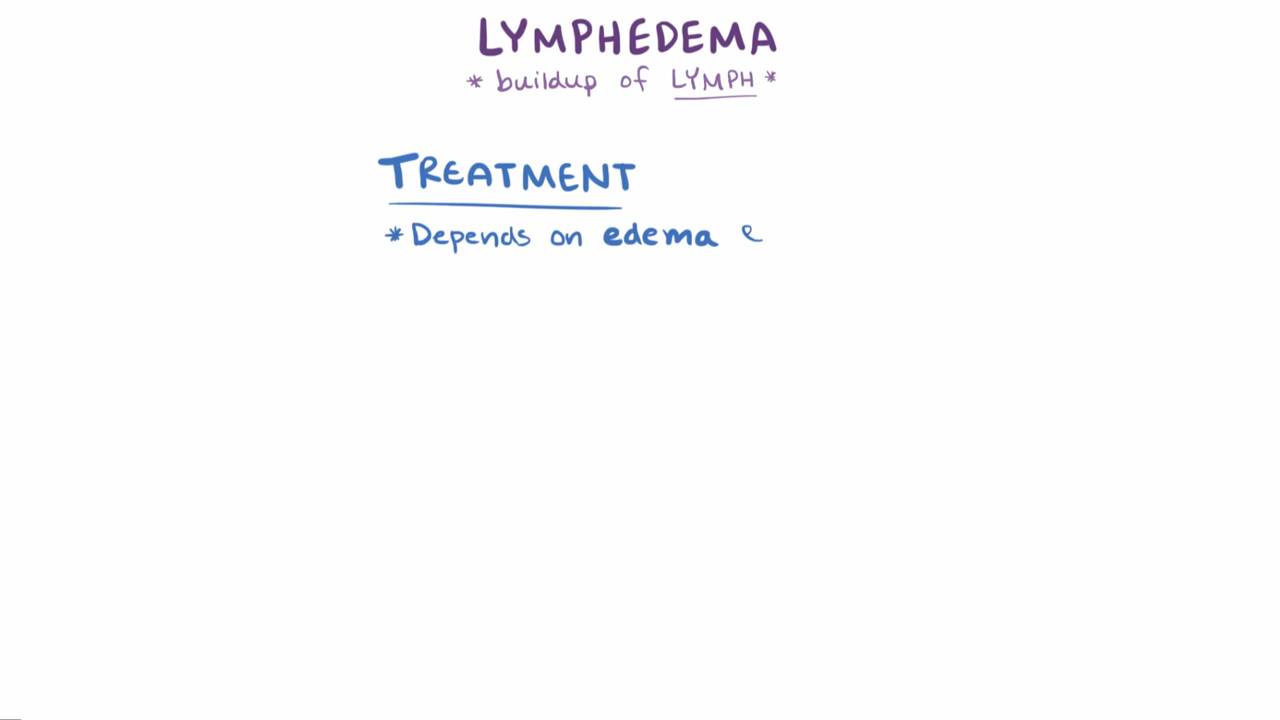 LYMPHEDEMA
* buildup of LYMPH *
TREATMENT
* Depends on edema